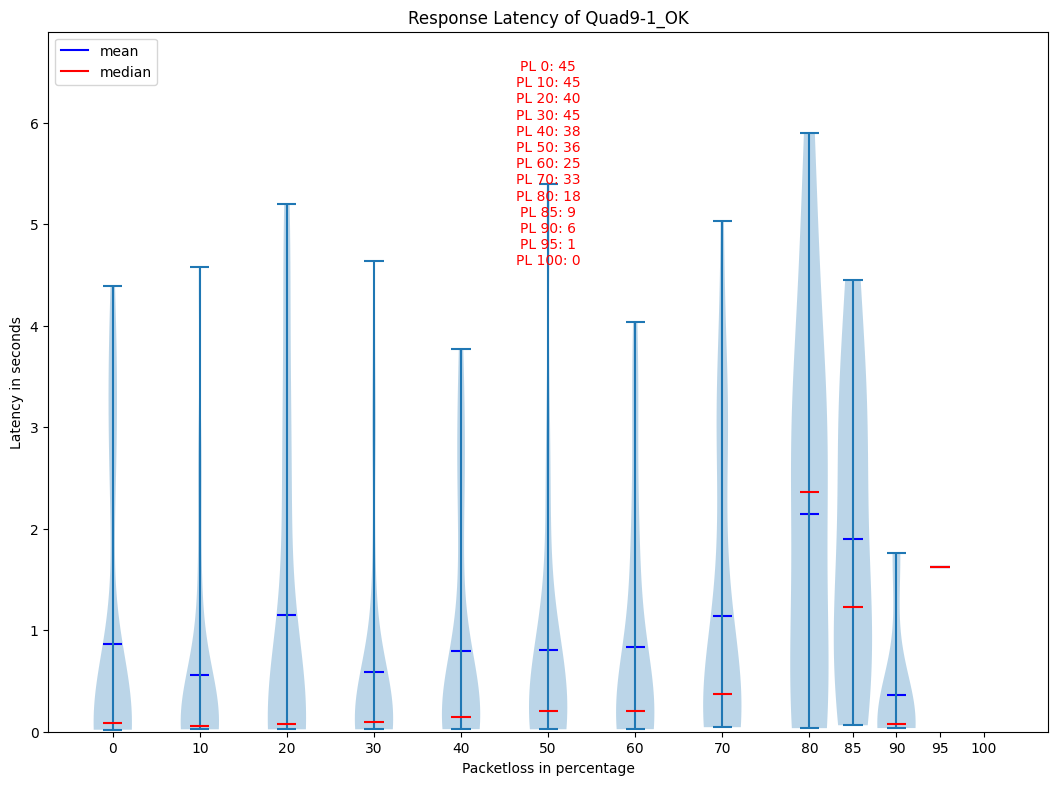 Response Latency of Quad9-1_OK
mean
median
PL 0: 45
PL 10: 45
PL 20: 40
PL 30: 45
PL 40: 38
PL 50: 36
PL 60: 25
PL 70: 33
PL 80: 18
PL 85: 9
PL 90: 6
PL 95: 1
PL 100: 0
Latency in seconds
6
5
4
3
2
1
0
0 10 20 30 40 50 60 70 80 85 90 95 100
Packetloss in percentage